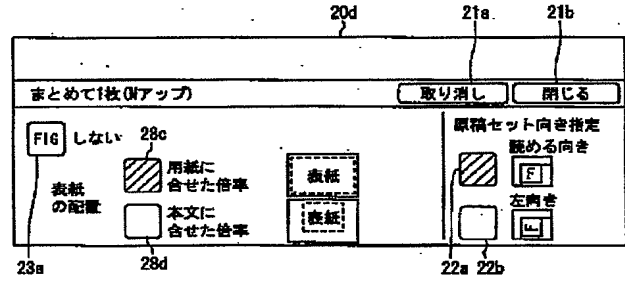 20d
21a
21b
まとめて1枚(Nアップ)
取り消し
閉じる
FIG
しない
28c
用紙に
合せた倍率
表紙
表紙
の配置
本文に
合せた倍率
表紙
原稿セット向き指定
読める向き
F
左向き
F
23a
28d
22a
22b